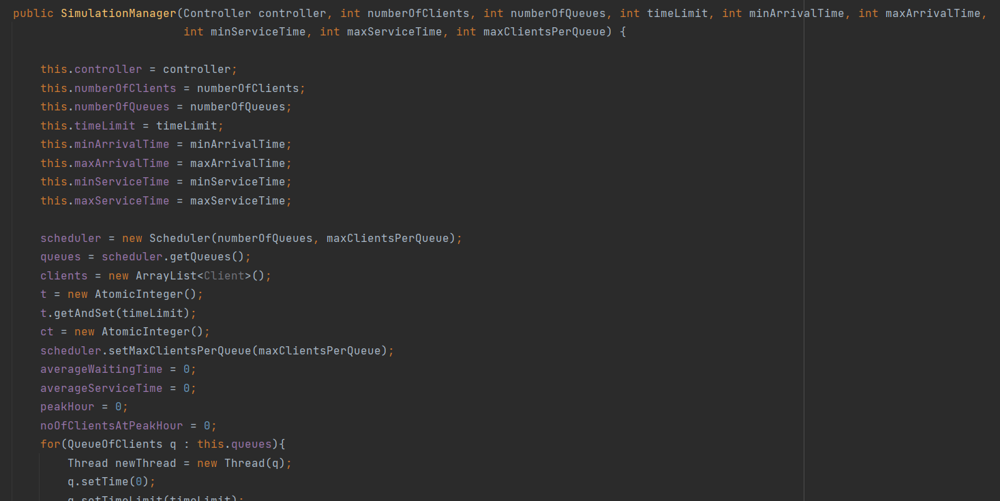 public SimulationManager(Controller controller, int numberOfClients, int numberOfQueues, int timeLimit, int minArrivalTime, int maxArrivalTime,
int minServiceTime, int maxServiceTime, int maxClientsPerQueue) {
this.controller = controller;
this.numberOfClients = numberOfClients;
this.numberOfQueues = numberOfQueues;
this.timeLimit = timeLimit;
this.minArrivalTime = minArrivalTime;
this.maxArrivalTime = maxArrivalTime;
this.minServiceTime = minServiceTime;
this.maxServiceTime = maxServiceTime;
scheduler = new Scheduler(numberOfQueues, maxClientsPerQueue);
queues = scheduler.getQueues();
clients = new ArrayList<Client>();
t = new AtomicInteger();
t.getAndSet(timeLimit);
ct = new AtomicInteger();
scheduler.setMaxClientsPerQueue(maxClientsPerQueue);
averageWaitingTime = 0;
averageServiceTime = 0;
peakHour = 0;
noOfClientsAtPeakHour = 0;
for(QueueOfClients q : this.queues){
Thread newThread = new Thread(q);
q.setTime(0);
q.setTimeLimit(timeLimit);